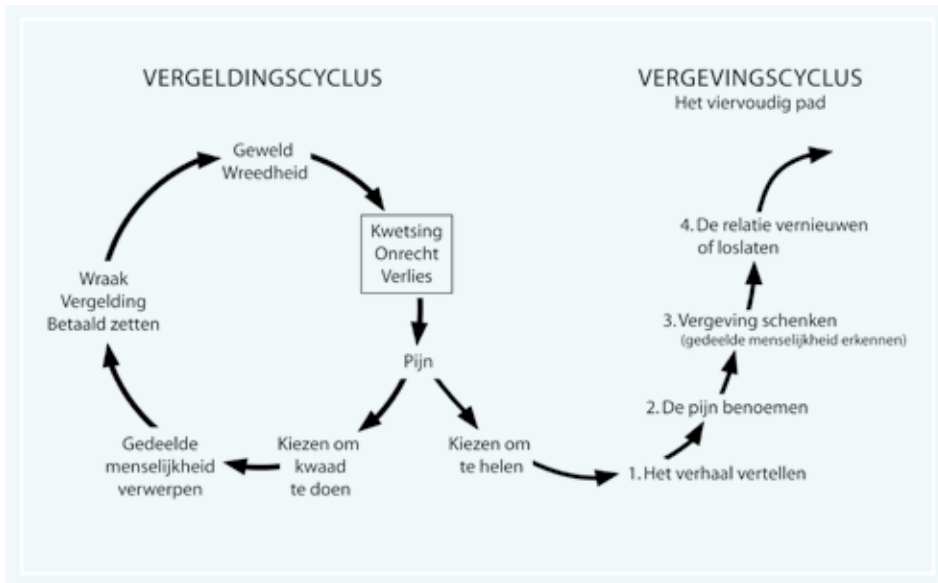 VERGELDINGSCYCLUS
Geweld
Wreedheid
Kwetsing
Onrecht
Verlies
Pijn
Kiezen om
kwaad
te doen
Gedeelde
menselijkheid
verwerpen
Wraak
Vergelding
Betaald zetten
Kiezen om
te helen
VERGEVINGSCYCLUS
Het viervoudig pad
1. Het verhaal vertellen
2. De pijn benoemen
3. Vergeving schenken
(gedeelde menselijkheid erkennen)
4. De relatie vernieuwen
of loslaten